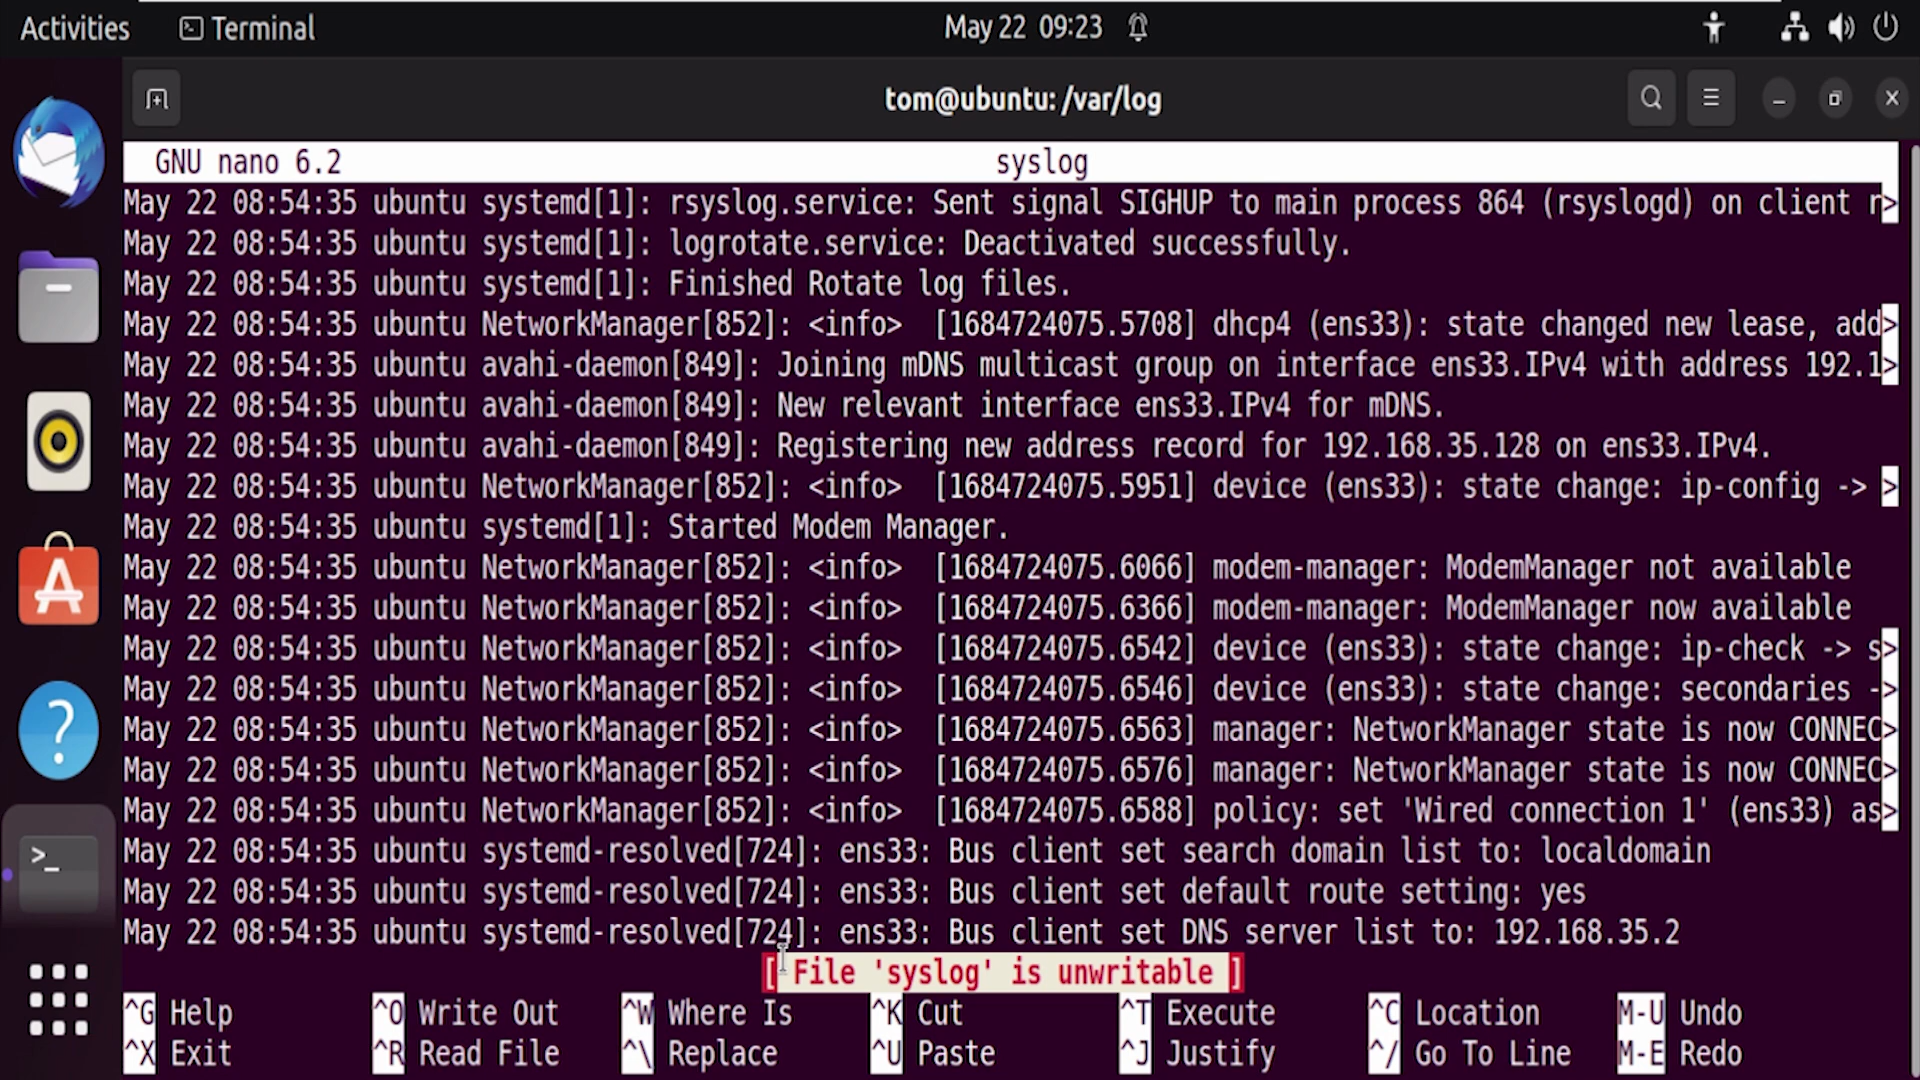 Activities Terminal May 22 09:23
tom@ubuntu: /var/log
GNU nano 6.2 syslog
May 22 08:54:35 ubuntu systemd[1]: rsyslog.service: Sent signal SIGHUP to main process 864 (rsyslogd) on client r>
May 22 08:54:35 ubuntu systemd[1]: logrotate.service: Deactivated successfully.
May 22 08:54:35 ubuntu systemd[1]: Finished Rotate log files.
May 22 08:54:35 ubuntu NetworkManager[852]: <info>  [1684724075.5708] dhcp4 (ens33): state changed new lease, add>
May 22 08:54:35 ubuntu avahi-daemon[849]: Joining mDNS multicast group on interface ens33.IPv4 with address 192.1>
May 22 08:54:35 ubuntu avahi-daemon[849]: New relevant interface ens33.IPv4 for mDNS.
May 22 08:54:35 ubuntu avahi-daemon[849]: Registering new address record for 192.168.35.128 on ens33.IPv4.
May 22 08:54:35 ubuntu NetworkManager[852]: <info>  [1684724075.5951] device (ens33): state change: ip-config -> >
May 22 08:54:35 ubuntu systemd[1]: Started Modem Manager.
May 22 08:54:35 ubuntu NetworkManager[852]: <info>  [1684724075.6066] modem-manager: ModemManager not available
May 22 08:54:35 ubuntu NetworkManager[852]: <info>  [1684724075.6366] modem-manager: ModemManager now available
May 22 08:54:35 ubuntu NetworkManager[852]: <info>  [1684724075.6542] device (ens33): state change: ip-check -> s>
May 22 08:54:35 ubuntu NetworkManager[852]: <info>  [1684724075.6546] device (ens33): state change: secondaries ->
May 22 08:54:35 ubuntu NetworkManager[852]: <info>  [1684724075.6563] manager: NetworkManager state is now CONNEC>
May 22 08:54:35 ubuntu NetworkManager[852]: <info>  [1684724075.6576] manager: NetworkManager state is now CONNEC>
May 22 08:54:35 ubuntu NetworkManager[852]: <info>  [1684724075.6588] policy: set 'Wired connection 1' (ens33) as>
May 22 08:54:35 ubuntu systemd-resolved[724]: ens33: Bus client set search domain list to: localdomain
May 22 08:54:35 ubuntu systemd-resolved[724]: ens33: Bus client set default route setting: yes
May 22 08:54:35 ubuntu systemd-resolved[724]: ens33: Bus client set DNS server list to: 192.168.35.2
[ File 'syslog' is unwritable ]
^G Help ^O Write Out ^W Where Is ^K Cut ^T Execute ^C Location M-U Undo
^X Exit ^R Read File ^\ Replace ^U Paste ^J Justify ^/ Go To Line M-E Redo